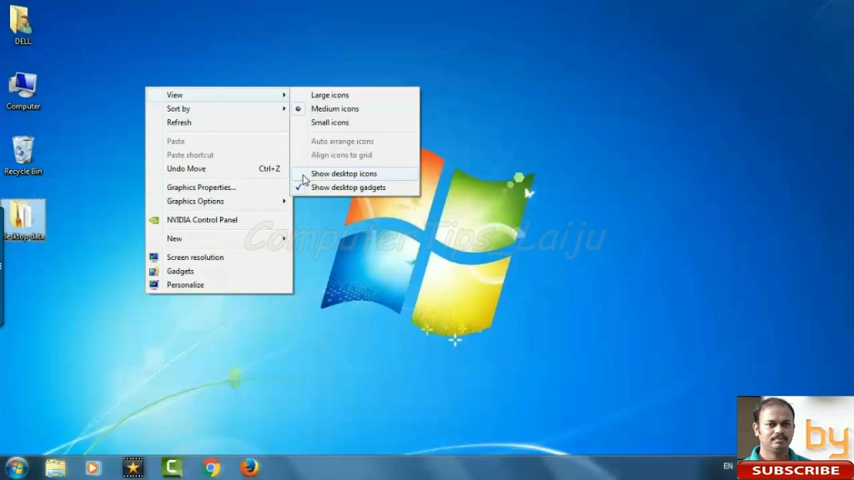 DELL
Computer
Recycle Bin
desktop data
View
Sort by
Refresh
Paste
Paste shortcut
Undo Move Ctrl+Z
Graphics Properties...
Graphics Options
NVIDIA Control Panel
New
Screen resolution
Gadgets
Personalize
Large icons
Medium icons
Small icons
Auto arrange icons
Align icons to grid
Show desktop icons
Show desktop gadgets
Computer Tips Laiju
EN
by
SUBSCRIBE